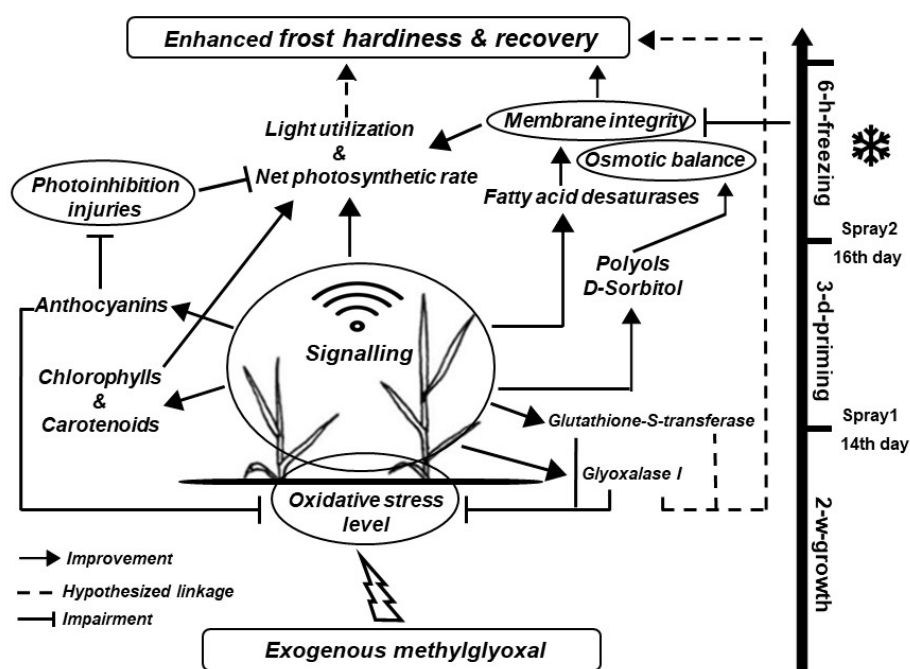 Enhanced frost hardiness & recovery
Light utilization
&
Net photosynthetic rate
Membrane integrity
Osmotic balance
Photoinhibition
injuries
Fatty acid desaturases
Polyols
D-Sorbitol
Anthocyanins
Signalling
Chlorophylls
&
Carotenoids
Glutathione-S-transferase
Glyoxalase I
Oxidative stress
level
Improvement
Hypothesized linkage
Impairment
Exogenous methylglyoxal
6-h-freezing
Spray2
16th day
3-d-priming
Spray1
14th day
2-w-growth